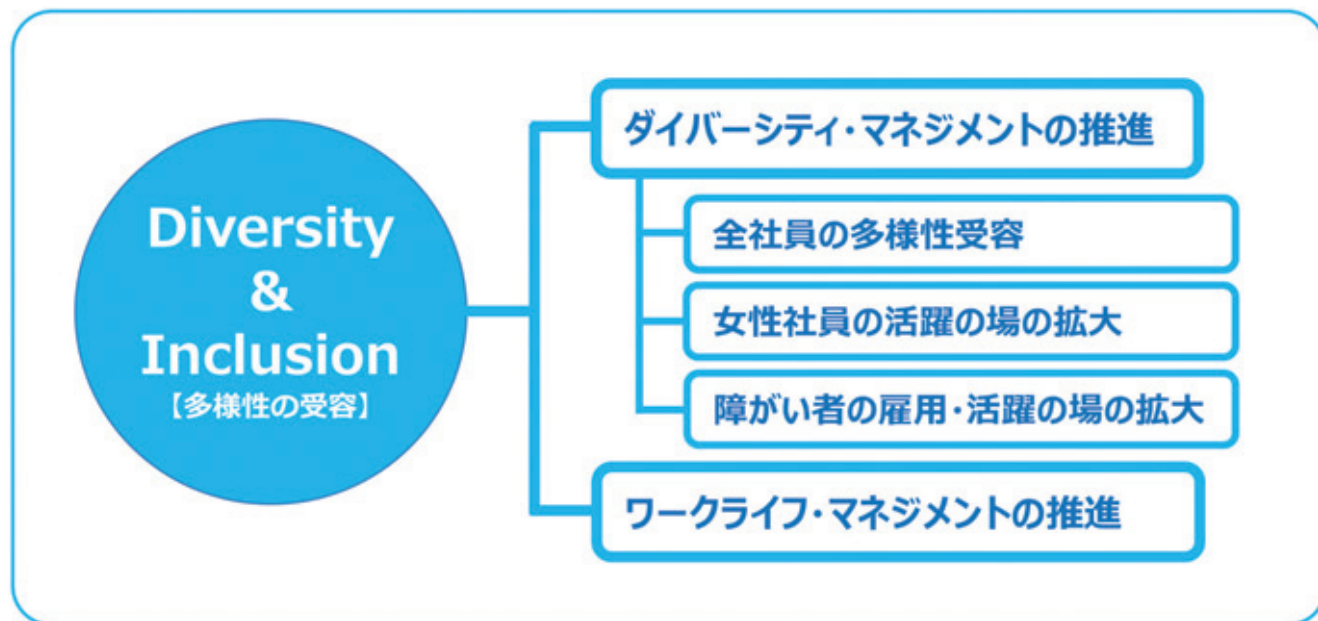 Diversity
&
Inclusion
【多様性の受容】
ダイバーシティ・マネジメントの推進
全社員の多様性受容
女性社員の活躍の場の拡大
障がい者の雇用・活躍の場の拡大
ワークライフ・マネジメントの推進